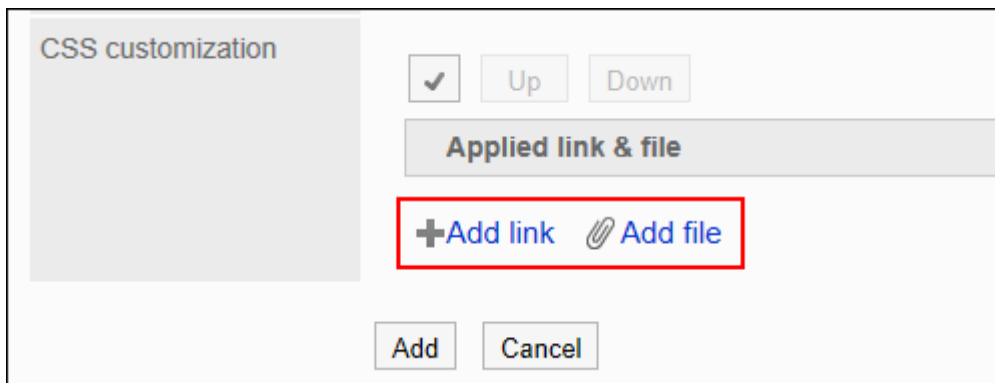 CSS customization
Up Down
Applied link & file
Add link Add file
Add Cancel